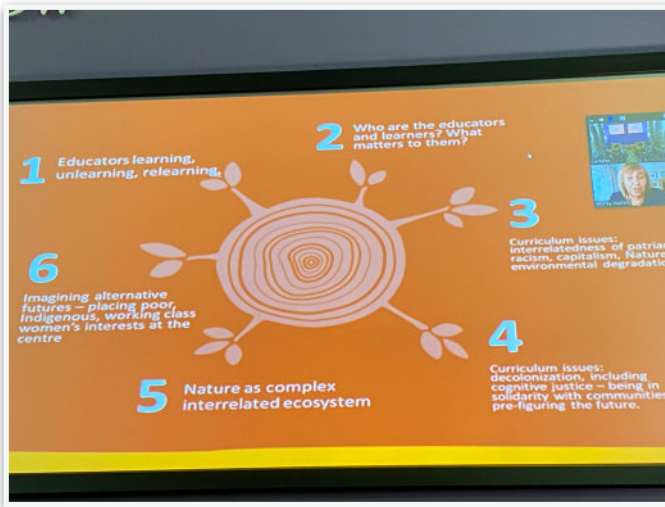 1
Educators learning,
unlearning, relearning,
2
Who are the educators
and learners? What
matters to them?
3
Curriculum issues:
interrelatedness of patriar
racism, capitalism, Nature
environmental degradatio
4
Curriculum issues:
decolonization, including
cognitive justice – being in
solidarity with communities
pre-figuring the future.
5
Nature as complex
interrelated ecosystem
6
Imagining alternative
futures – placing poor,
Indigenous, working class
women's interests at the
centre